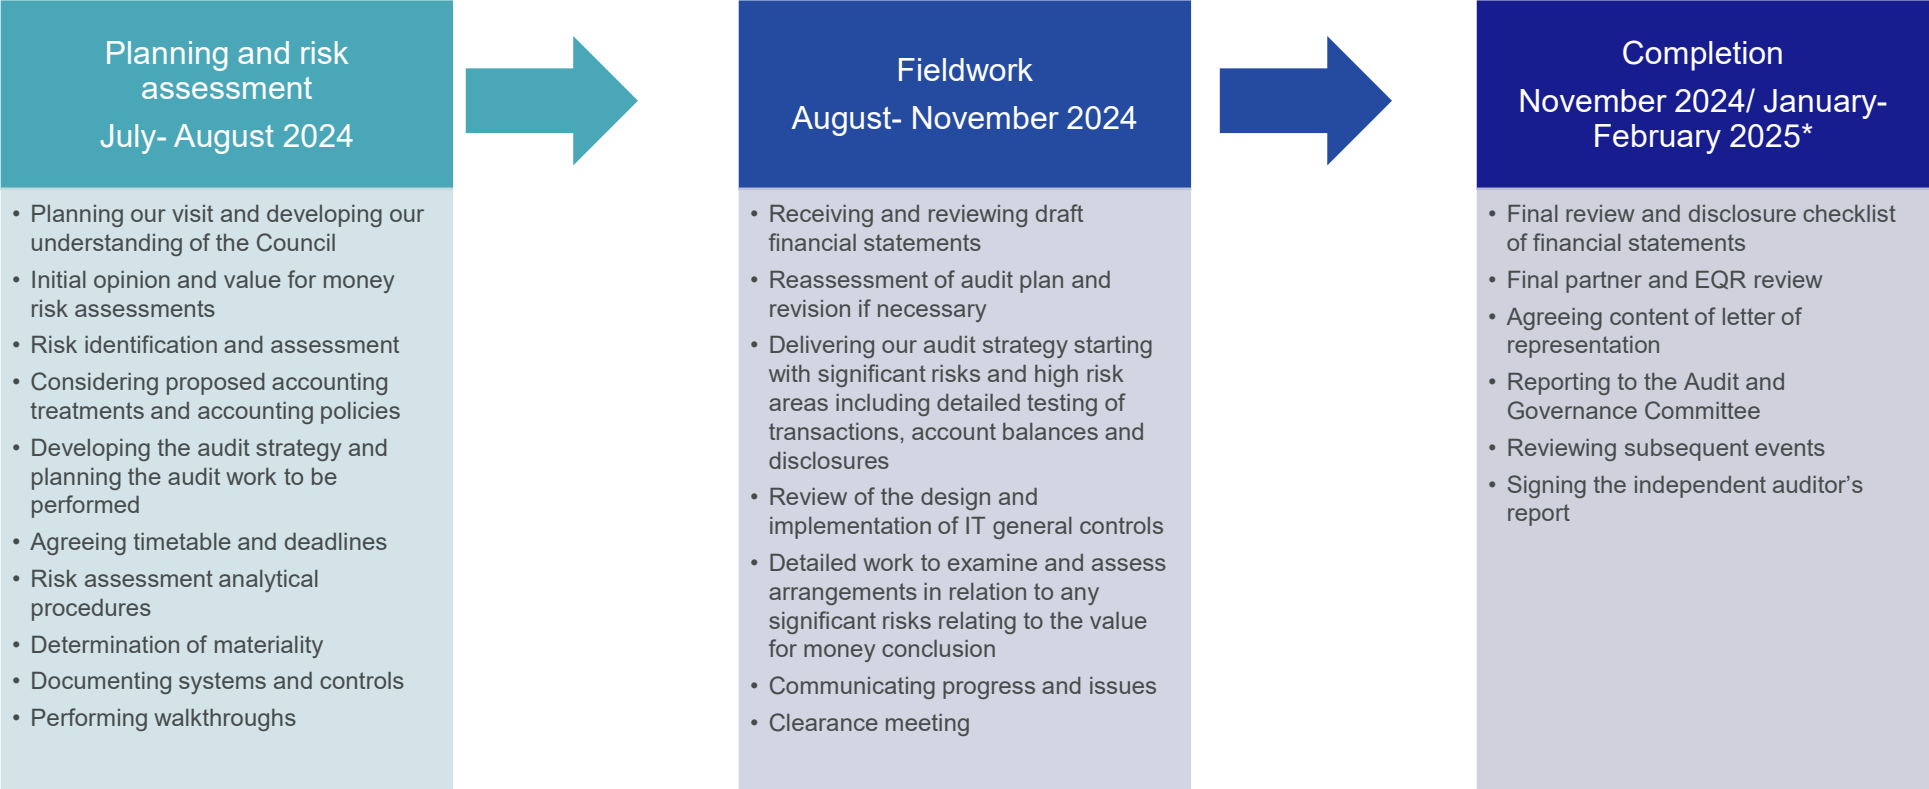 Planning and risk
assessment
July- August 2024
• Planning our visit and developing our
understanding of the Council
• Initial opinion and value for money
risk assessments
• Risk identification and assessment
• Considering proposed accounting
treatments and accounting policies
• Developing the audit strategy and
planning the audit work to be
performed
• Agreeing timetable and deadlines
• Risk assessment analytical
procedures
• Determination of materiality
• Documenting systems and controls
• Performing walkthroughs
Fieldwork
August- November 2024
• Receiving and reviewing draft
financial statements
• Reassessment of audit plan and
revision if necessary
• Delivering our audit strategy starting
with significant risks and high risk
areas including detailed testing of
transactions, account balances and
disclosures
• Review of the design and
implementation of IT general controls
• Detailed work to examine and assess
arrangements in relation to any
significant risks relating to the value
for money conclusion
• Communicating progress and issues
• Clearance meeting
Completion
November 2024/ January-
February 2025*
• Final review and disclosure checklist
of financial statements
• Final partner and EQR review
• Agreeing content of letter of
representation
• Reporting to the Audit and
Governance Committee
• Reviewing subsequent events
• Signing the independent auditor’s
report